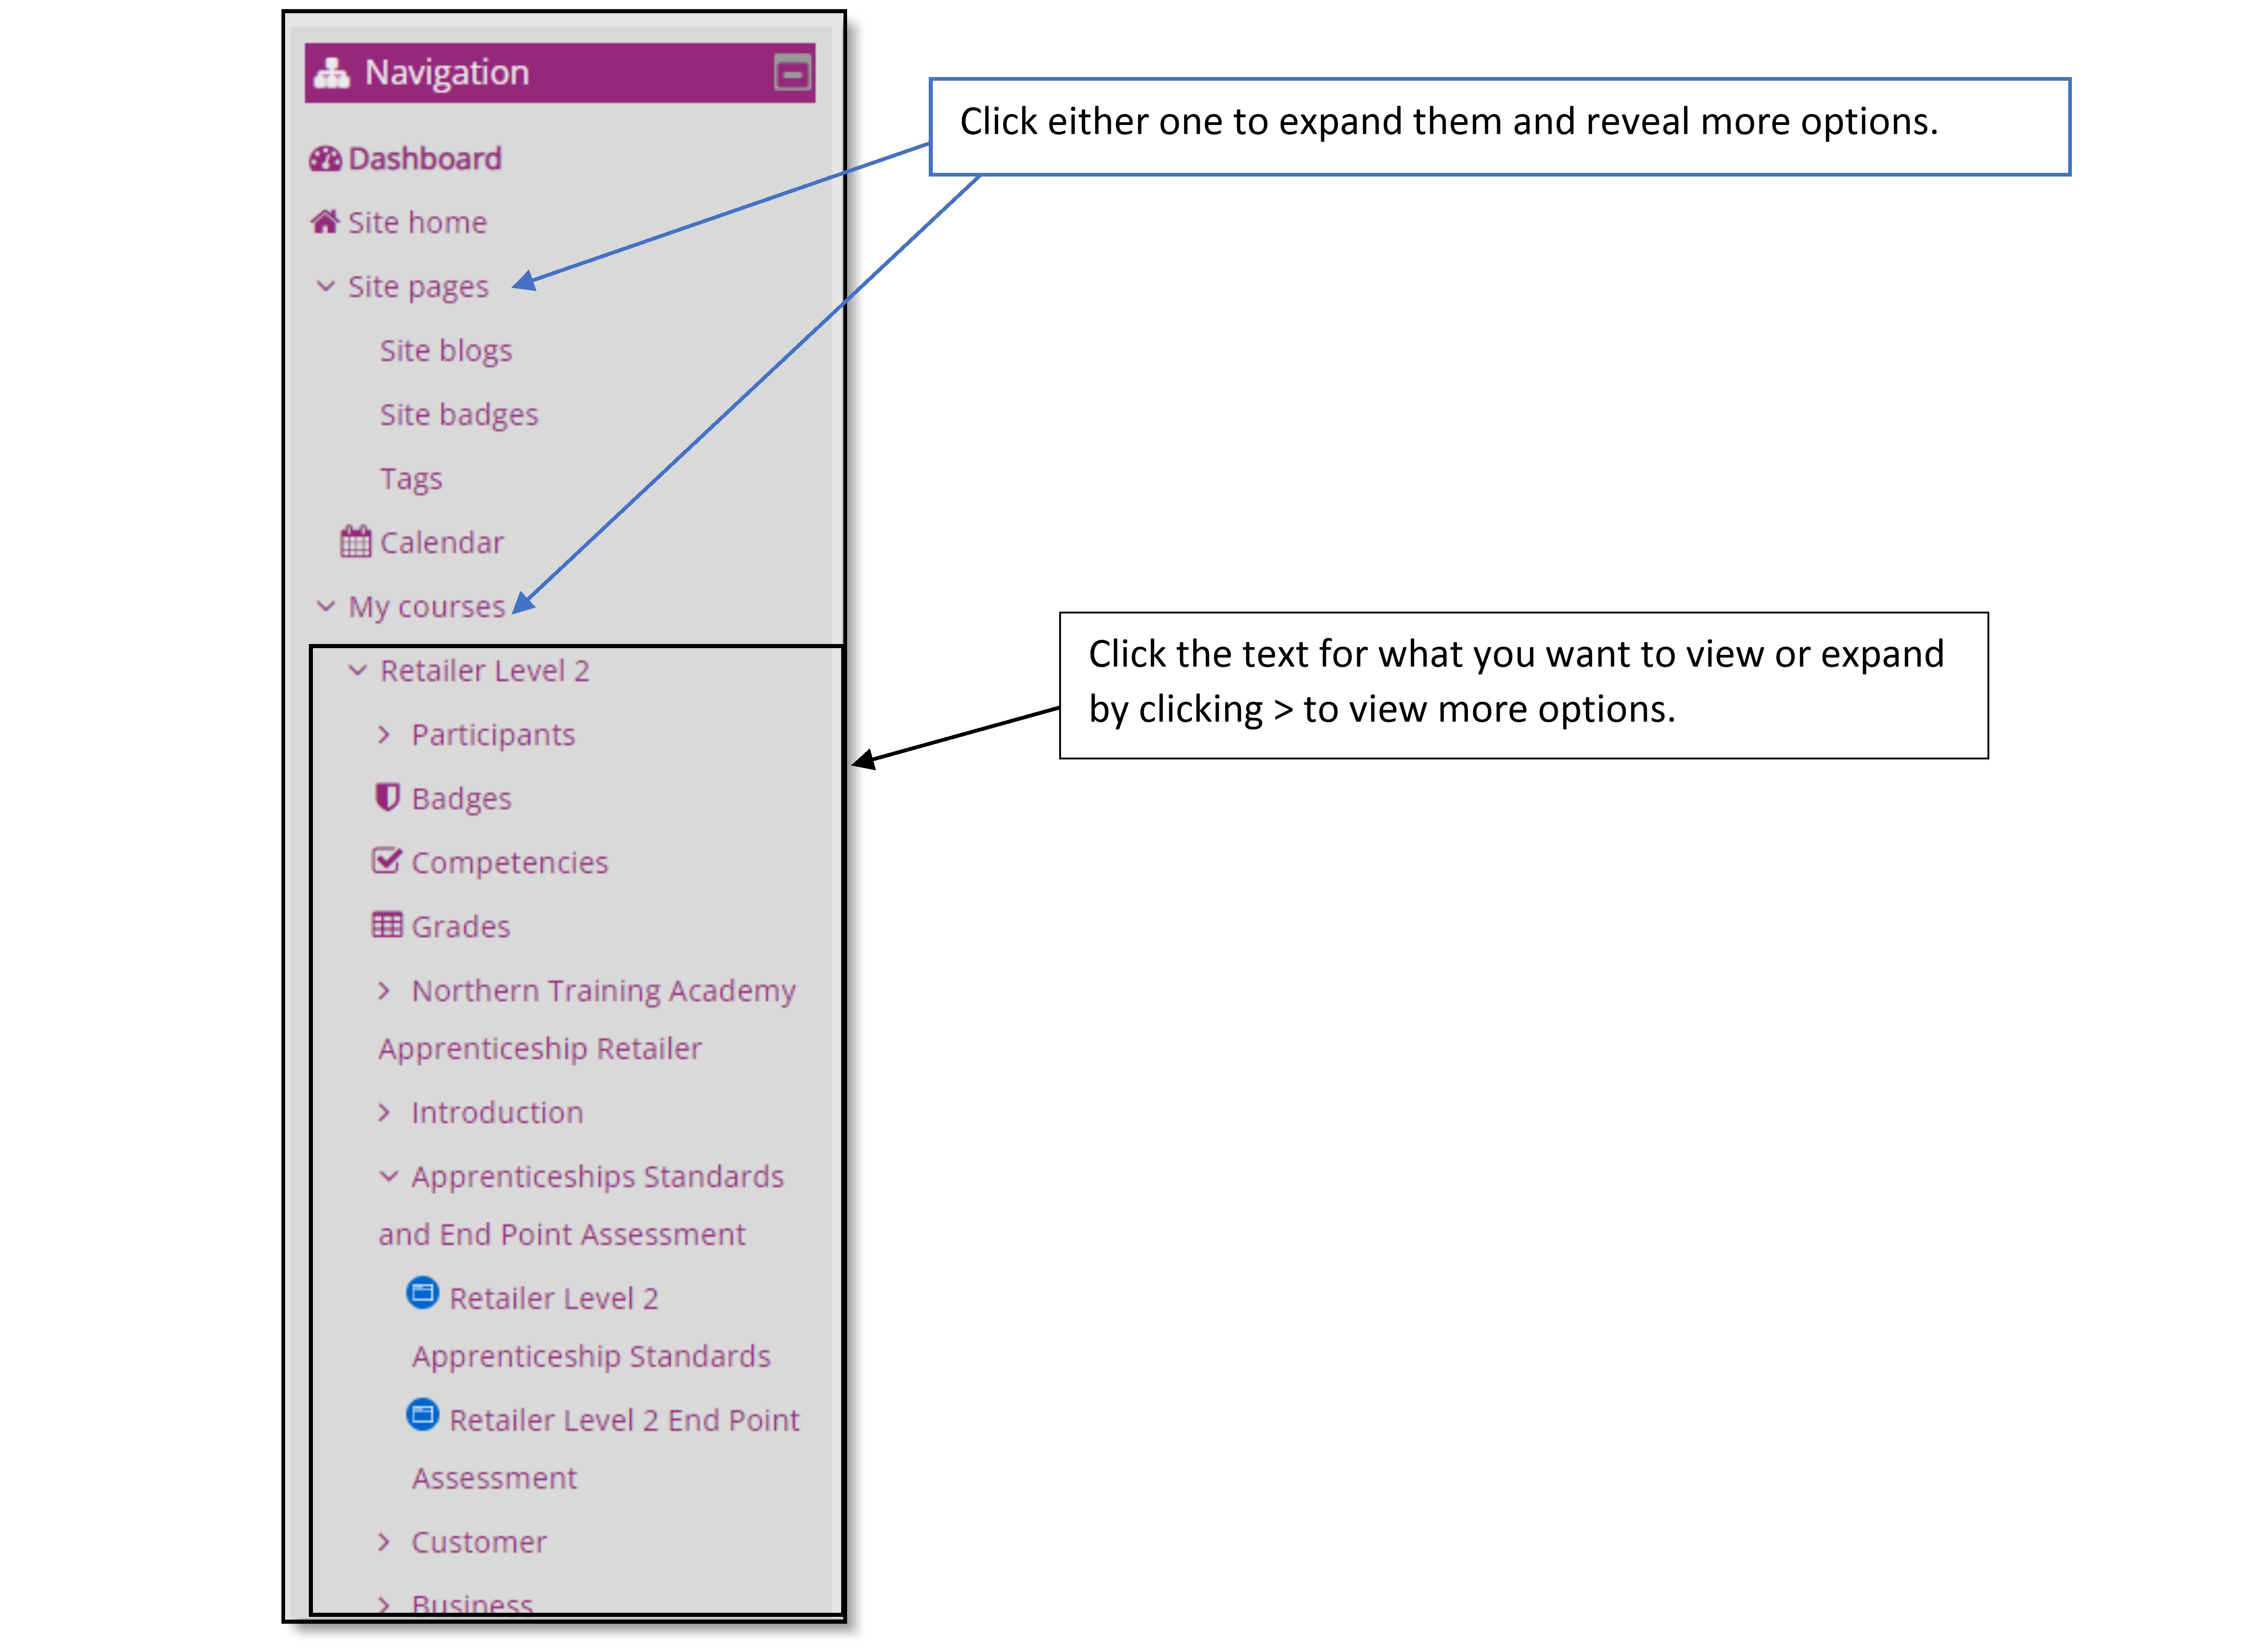 Navigation
Dashboard
Site home
Site pages
Site blogs
Site badges
Tags
Calendar
My courses
Retailer Level 2
> Participants
Badges
Competencies
Grades
> Northern Training Academy
Apprenticeship Retailer
> Introduction
Apprenticeships Standards
and End Point Assessment
Retailer Level 2
Apprenticeship Standards
Retailer Level 2 End Point
Assessment
> Customer
> Business
Click either one to expand them and reveal more options.
Click the text for what you want to view or expand
by clicking > to view more options.